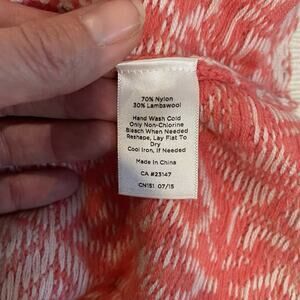 70% Nylon
30% Lambswool
Hand Wash Cold
Only Non-Chlorine
Bleach When Needed
Reshape, Lay Flat To
Dry
Cool Iron, If Needed
Made in China
CA #23147
CN151 07/15